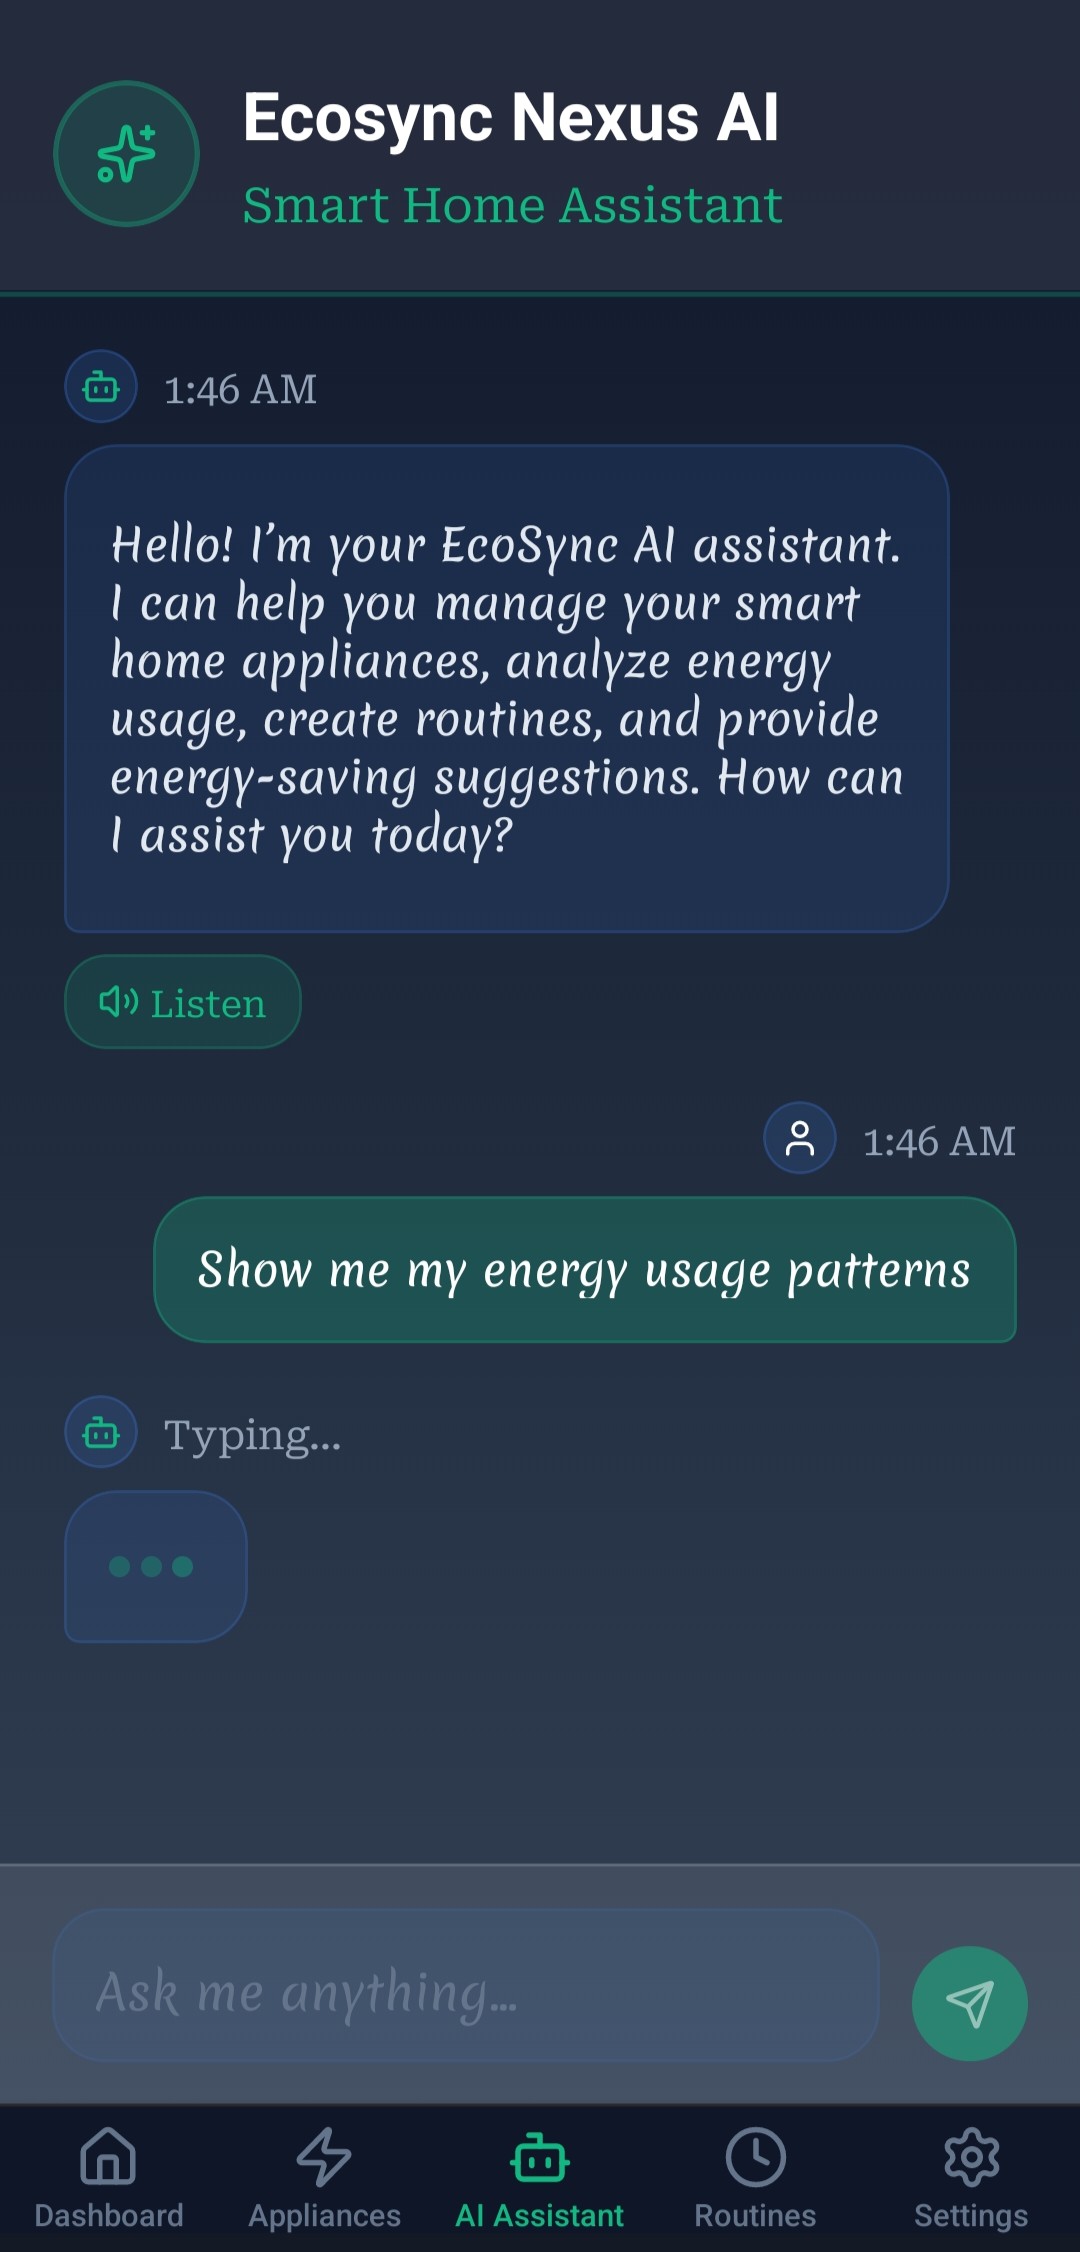 Ecosync Nexus AI
Smart Home Assistant
1:46 AM
Hello! I'm your EcoSync AI assistant.
I can help you manage your smart
home appliances, analyze energy
usage, create routines, and provide
energy-saving suggestions. How can
I assist you today?
Listen
1:46 AM
Show me my energy usage patterns
Typing...
Ask me anything...
Dashboard
Appliances
AI Assistant
Routines
Settings